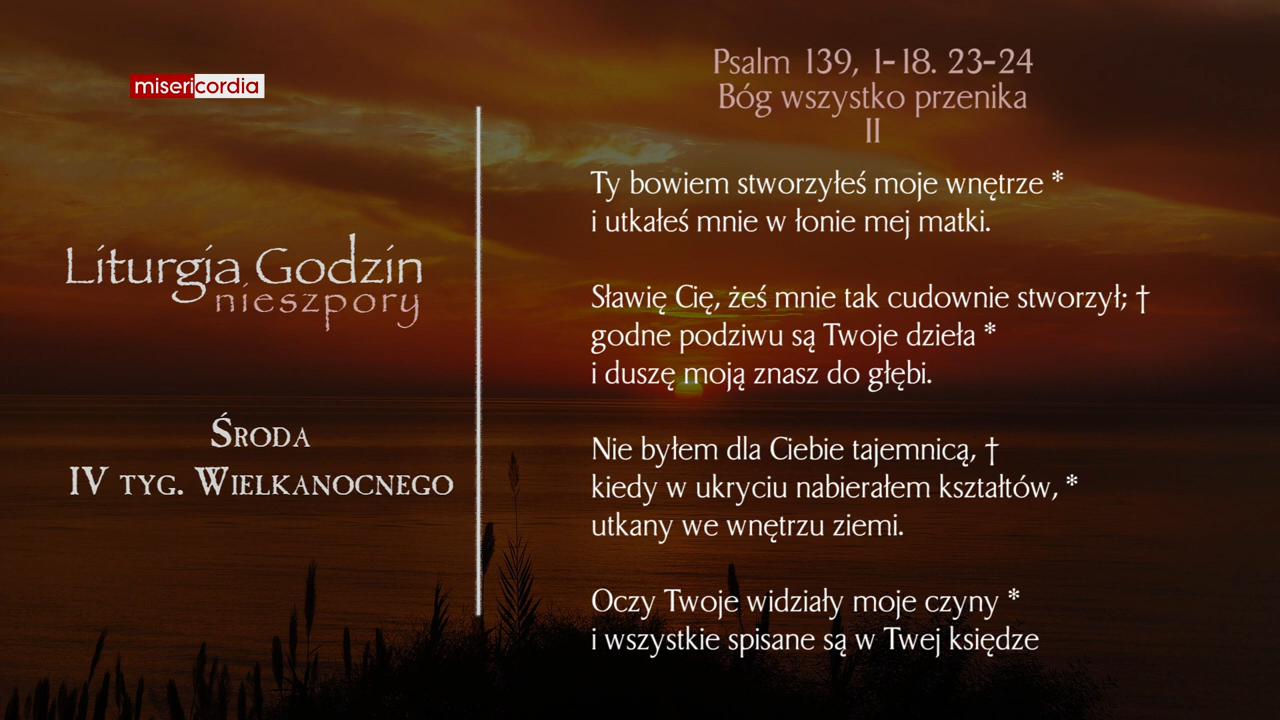 misericordia
Liturgia Godzin
nieszpory
Środa
IV tyg. Wielkanocnego
Psalm 139, 1-18. 23-24
Bóg wszystko przenika
II
Ty bowiem stworzyłeś moje wnętrze *
i utkałeś mnie w łonie mej matki.
Sławię Cię, żeś mnie tak cudownie stworzył; †
godne podziwu są Twoje dzieła *
i duszę moją znasz do głębi.
Nie byłem dla Ciebie tajemnicą, †
kiedy w ukryciu nabierałem kształtów, *
utkany we wnętrzu ziemi.
Oczy Twoje widziały moje czyny *
i wszystkie spisane są w Twej księdze